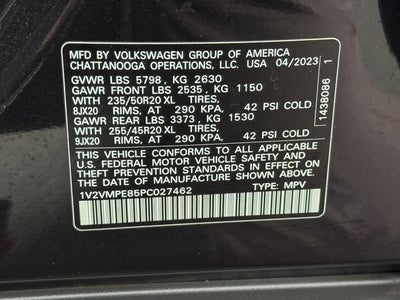 MFD BY VOLKSWAGEN GROUP OF AMERICA
CHATTANOOGA OPERATIONS, LLC. USA 04/2023
GVWR LBS 5798, KG 2630
GAWR FRONT LBS 2535, KG 1150
WITH 235/50R20 XL TIRES,
8JX20 RIMS, AT 290 KPA, 42 PSI COLD
GAWR REAR LBS 3373, KG 1530
WITH 255/45R20 XL TIRES,
9JX20 RIMS, AT 290 KPA, 42 PSI COLD
THIS VEHICLE CONFORMS TO ALL APPLICABLE
U.S. FEDERAL MOTOR VEHICLE SAFETY AND
THEFT PREVENTION STANDARDS IN EFFECT
ON THE DATE OF MANUFACTURE SHOWN ABOVE.
1V2VMPE85PC027462 TYPE: MPV
1438086 1